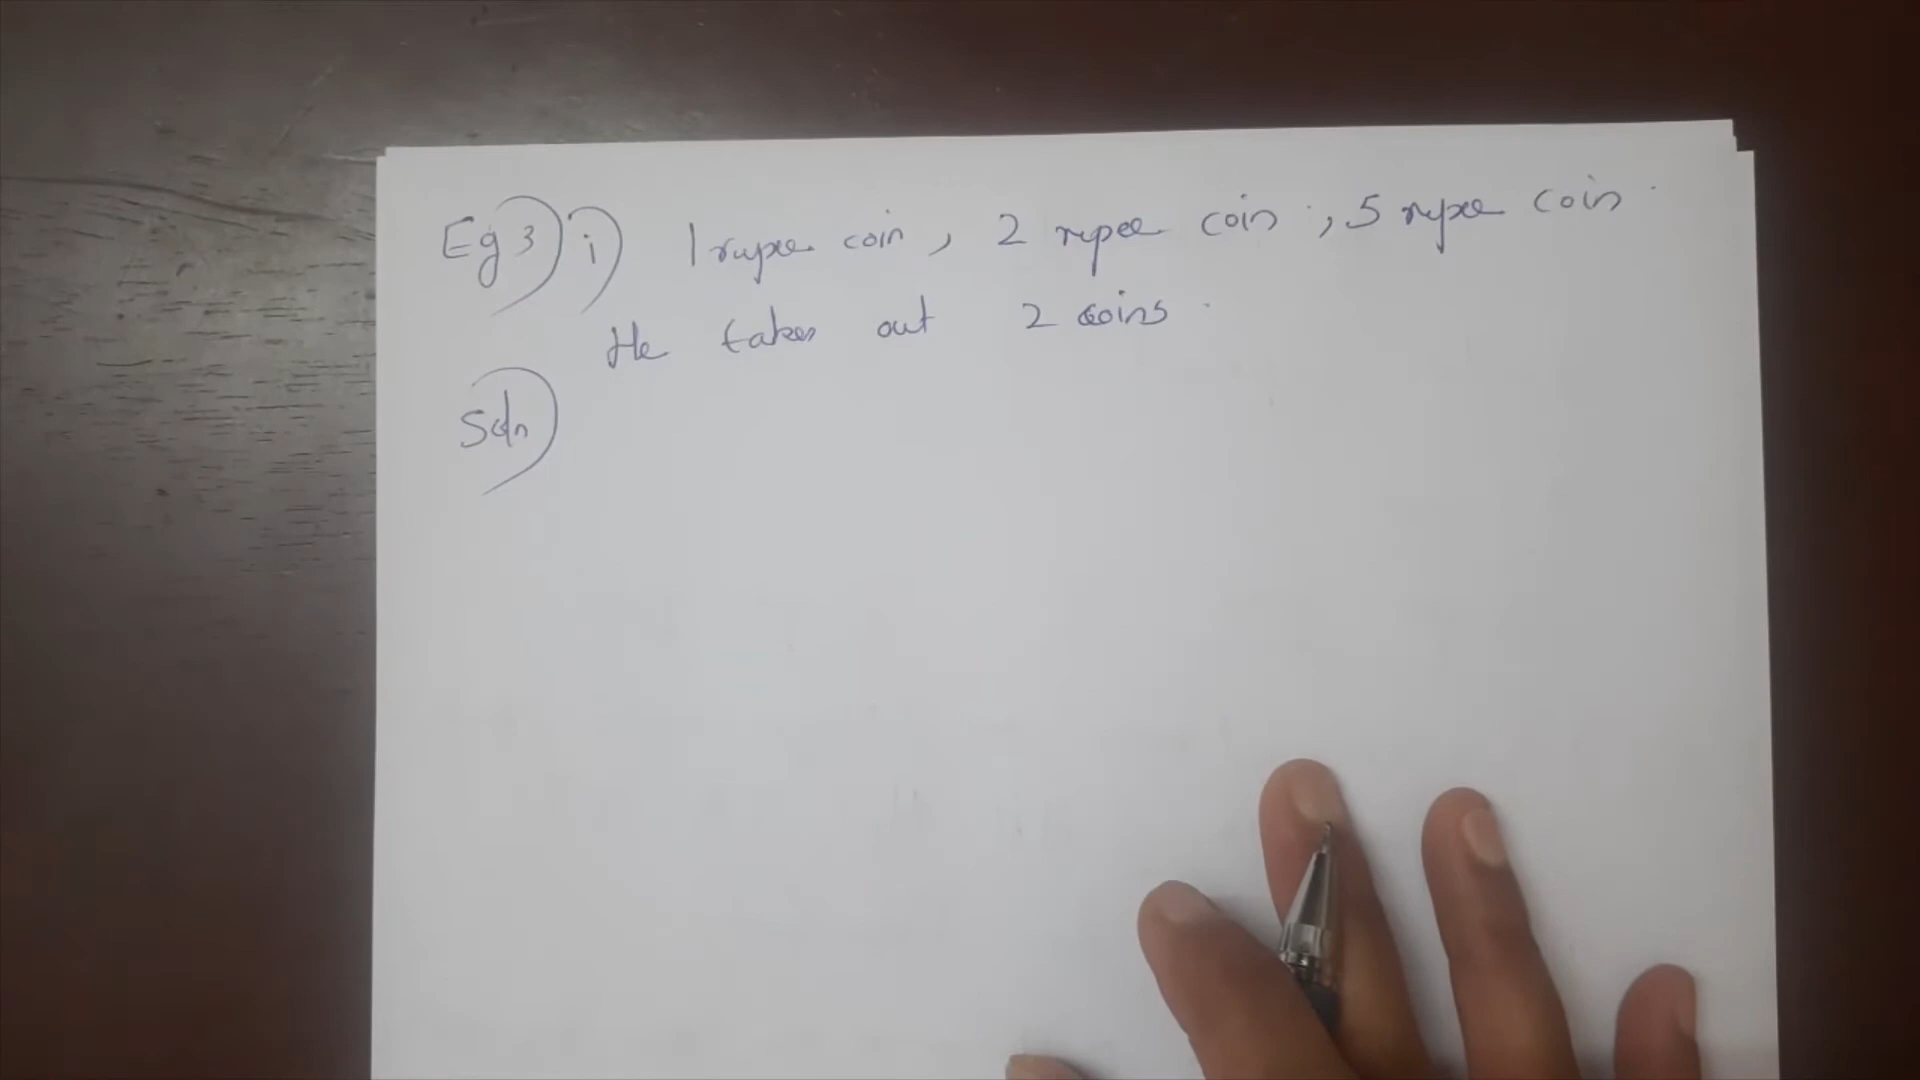 Eg 3) i) 1 rupee coin, 2 rupee coin, 5 rupee coin.
He takes out 2 coins.
Soln)